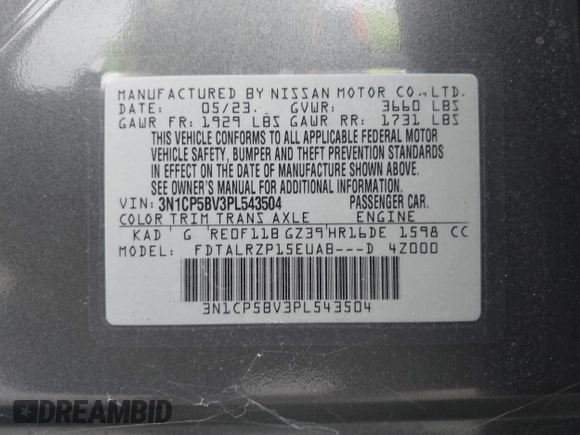 MANUFACTURED BY NISSAN MOTOR CO.,LTD.
DATE: 05/23. GVWR: 3660 LBS
GAWR FR: 1929 LBS GAWR RR: 1731 LBS
THIS VEHICLE CONFORMS TO ALL APPLICABLE FEDERAL MOTOR
VEHICLE SAFETY, BUMPER AND THEFT PREVENTION STANDARDS
IN EFFECT ON THE DATE OF MANUFACTURE SHOWN ABOVE.
SEE OWNER'S MANUAL FOR ADDITIONAL INFORMATION
VIN: 3N1CP5BV3PL543504 PASSENGER CAR.
COLOR TRIM TRANS AXLE ENGINE
KAD G RE0F11B GZ39 HR16DE 1598 CC
MODEL: FDTALRZP15EUAB---D 4Z000
3N1CP5BV3PL543504
DREAMBID